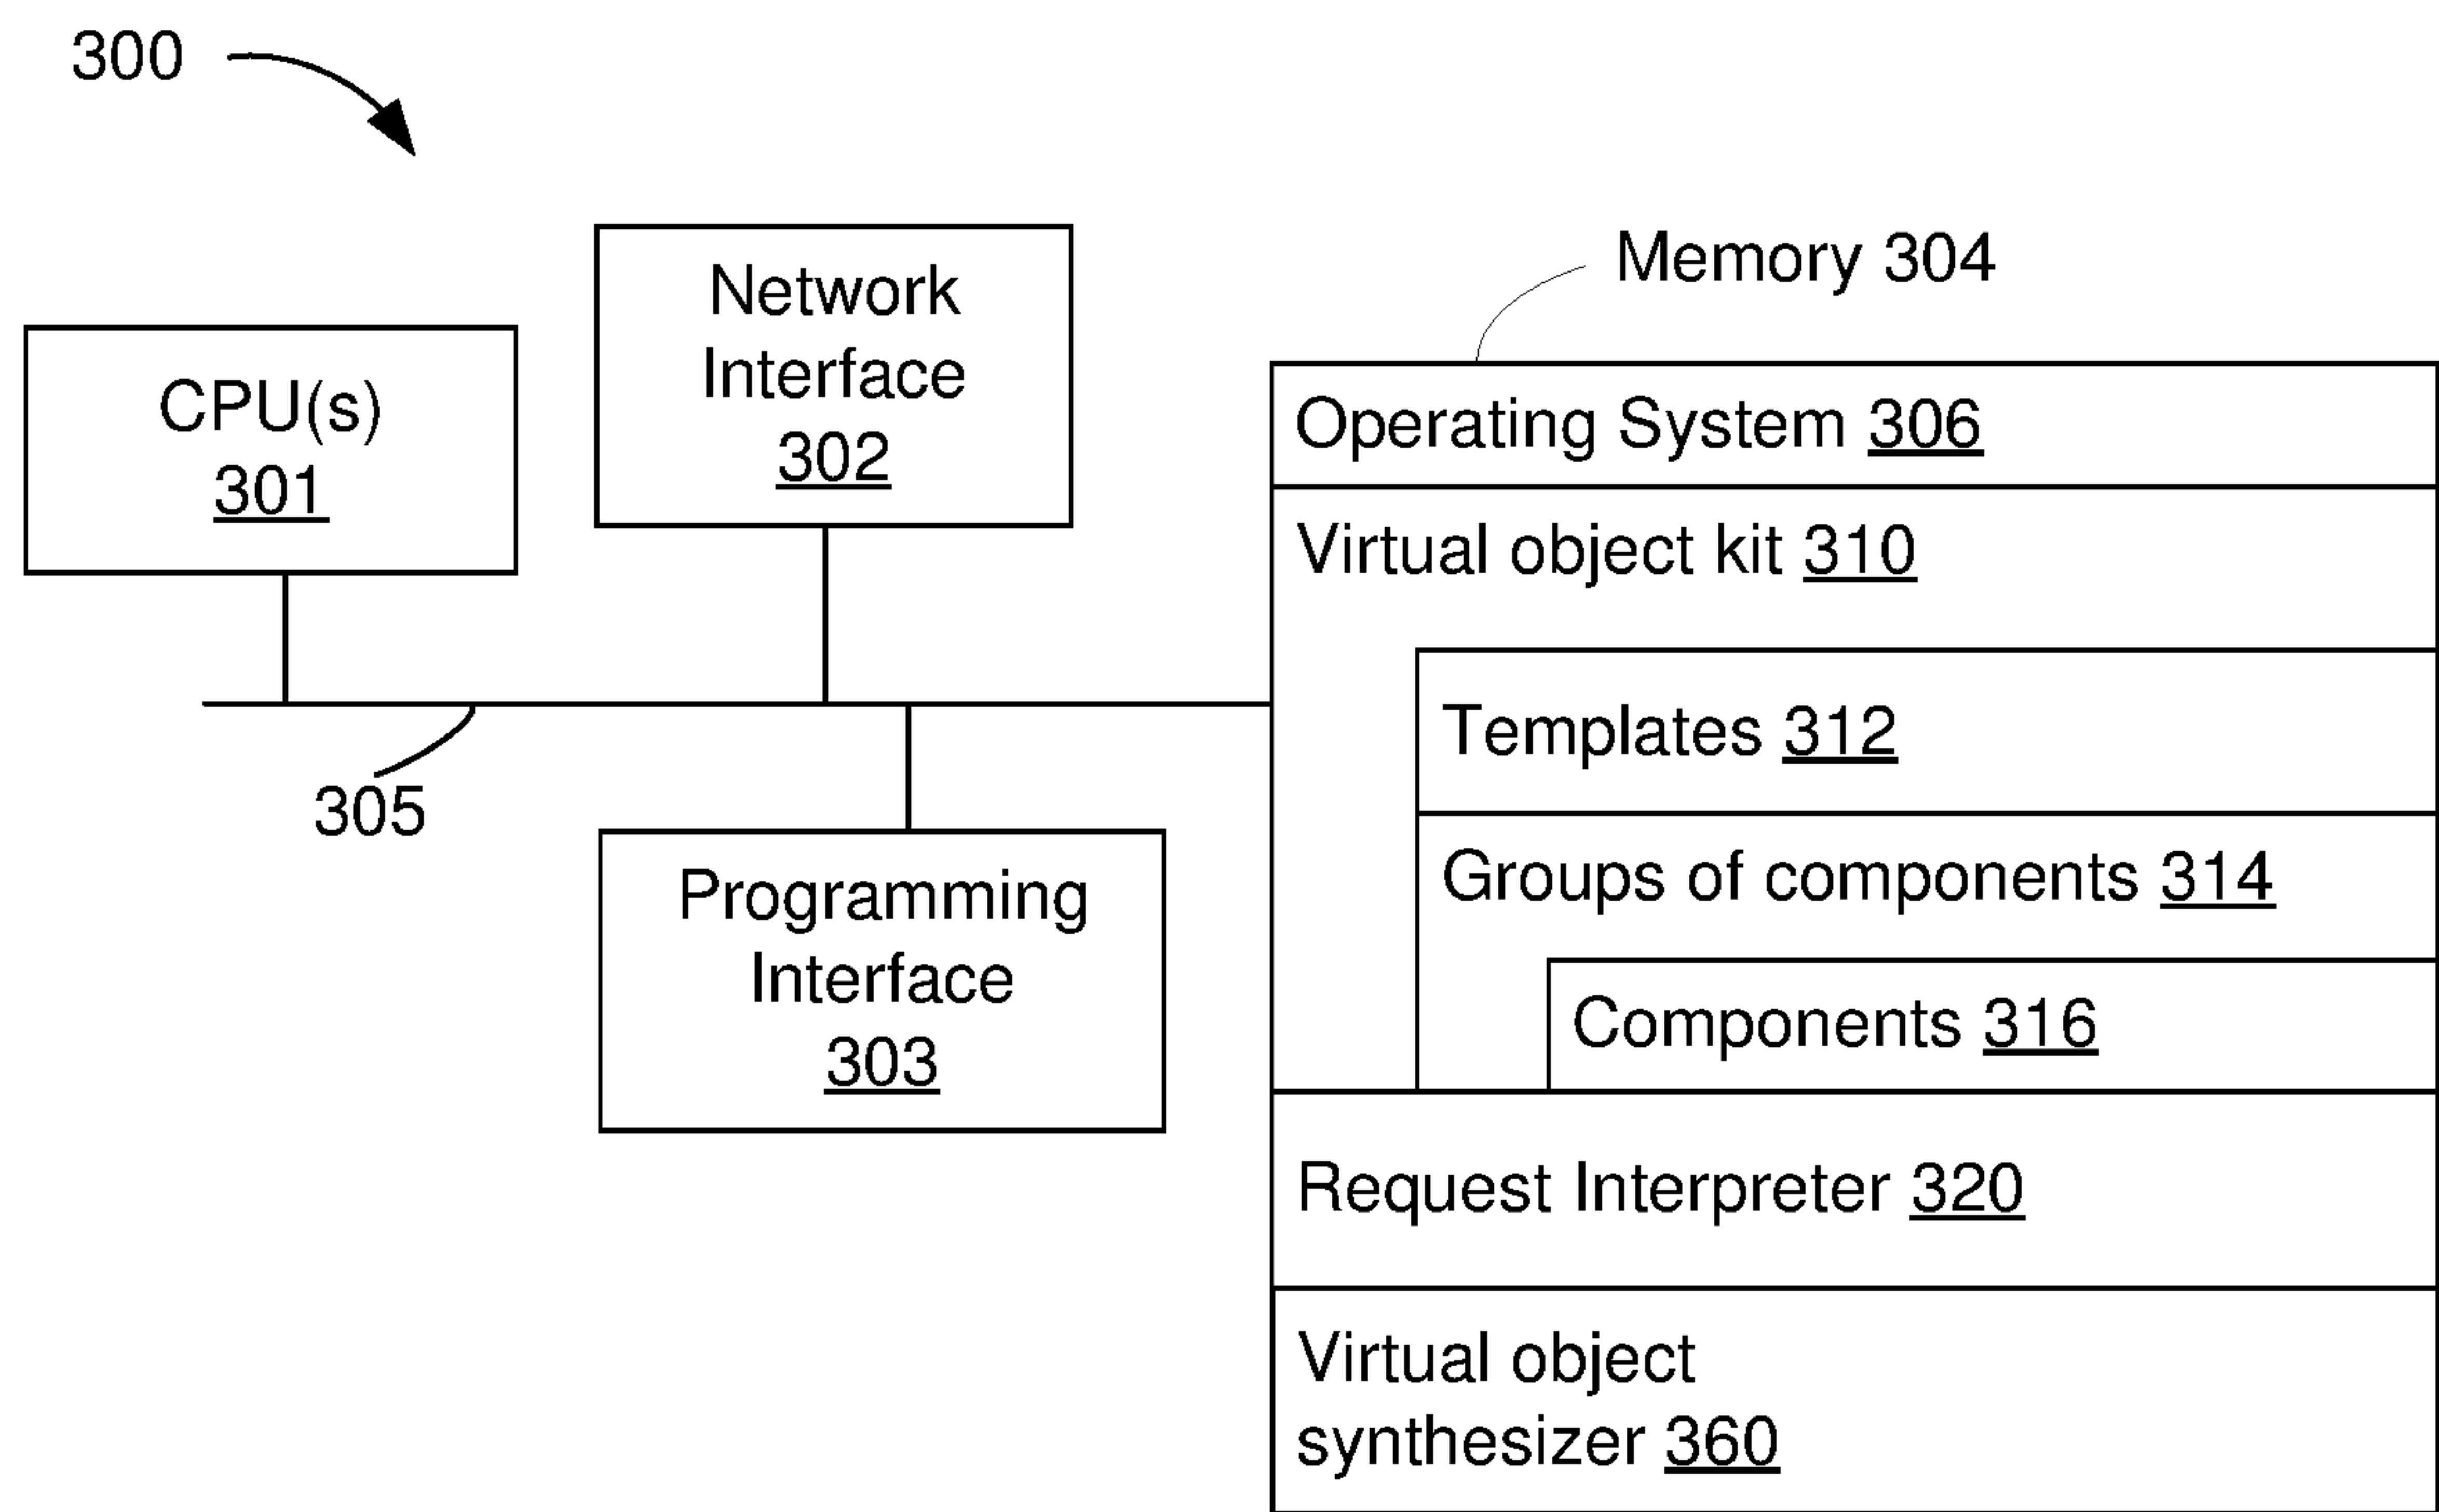 300
CPU(s)
301
Network
Interface
302
305
Programming
Interface
303
Memory 304
Operating System 306
Virtual object kit 310
Templates 312
Groups of components 314
Components 316
Request Interpreter 320
Virtual object
synthesizer 360